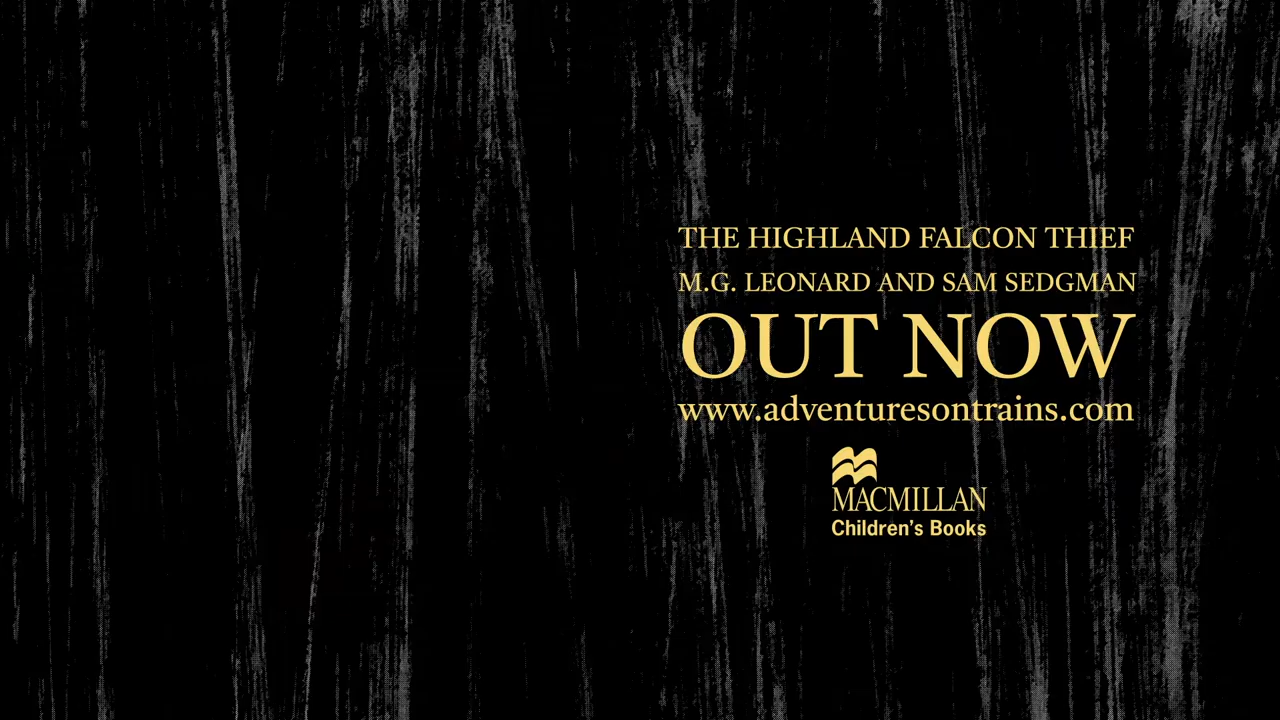 THE HIGHLAND FALCON THIEF
M.G. LEONARD AND SAM SEDGMAN
OUT NOW
www.adventuresontrains.com
MACMILLAN
Children's Books